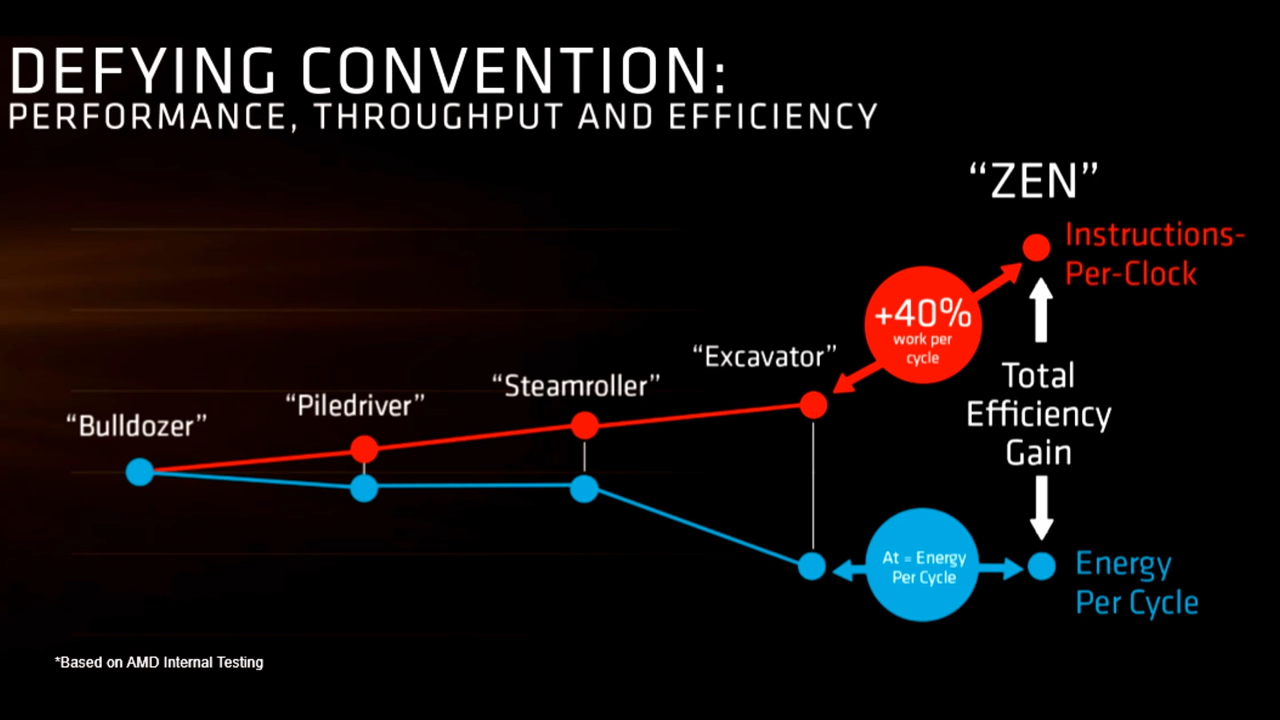 DEFYING CONVENTION:
PERFORMANCE, THROUGHPUT AND EFFICIENCY
“ZEN”
Instructions-
Per-Clock
+40%
work per
cycle
“Excavator”
“Steamroller”
“Piledriver”
“Bulldozer”
Total
Efficiency
Gain
At = Energy
Per Cycle
Energy
Per Cycle
*Based on AMD Internal Testing